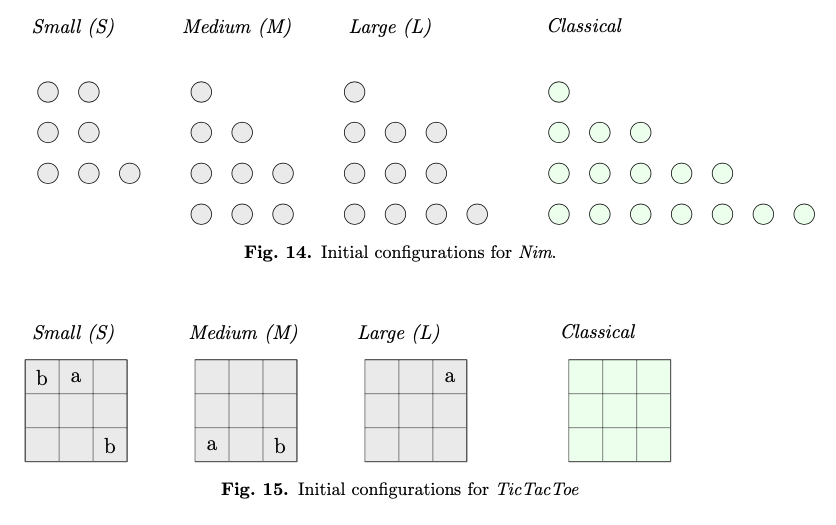 Small (S) Medium (M) Large (L) Classical
Fig. 14. Initial configurations for Nim.
Small (S) Medium (M) Large (L) Classical
b a a
b a b
Fig. 15. Initial configurations for TicTacToe